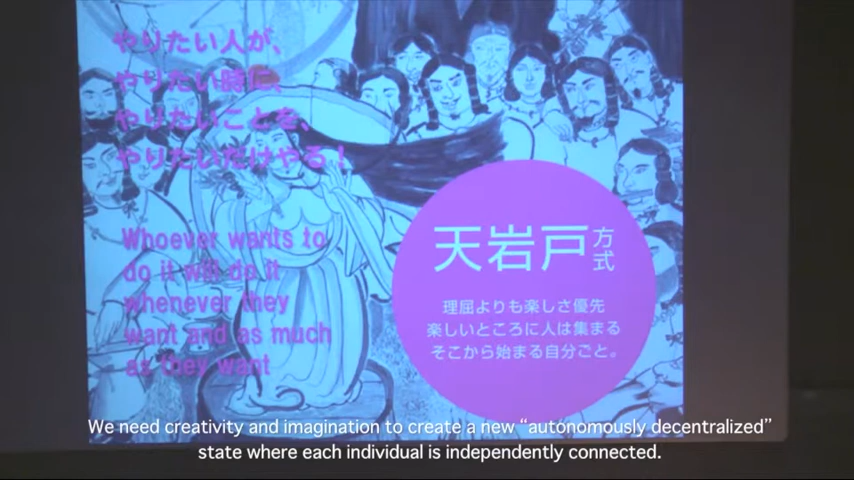 やりたい人が、
やりたい時に、
やりたいことを、
やりたいだけやる！
Whoever wants to
do it will do it
whenever they
want and as much
as they want
天岩戸方式
理屈よりも楽しさ優先
楽しいところに人は集まる
そこから始まる自分ごと。
We need creativity and imagination to create a new “autonomously decentralized”
state where each individual is independently connected.